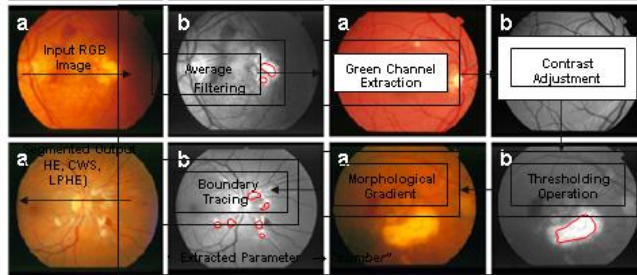 a
b
a
b
Input RGB
Image
Average
Filtering
Green Channel
Extraction
Contrast
Adjustment
Segmented Output
HE, CWS,
LPHE)
a
b
a
b
Boundary
Tracing
Morphological
Gradient
Thresholding
Operation
Extracted Parameter
number"